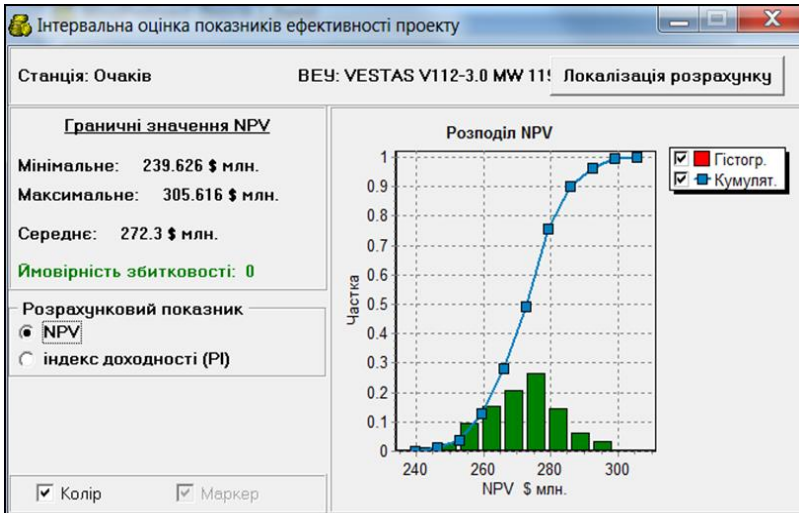 Інтервальна оцінка показників ефективності проекту
Станція: Очаків ВЕУ: VESTAS V112-3.0 MW 119 Локалізація розрахунку
Граничні значення NPV
Мінімальне: 239.626 $ млн.
Максимальне: 305.616 $ млн.
Середнє: 272.3 $ млн.
Ймовірність збитковості: 0
Розрахунковий показник
NPV
індекс доходності (PI)
Колір Маркер
Розподіл NPV
Гістогр.
Кумулят.
Частка
1
0.9
0.8
0.7
0.6
0.5
0.4
0.3
0.2
0.1
0
240 260 280 300
NPV $ млн.